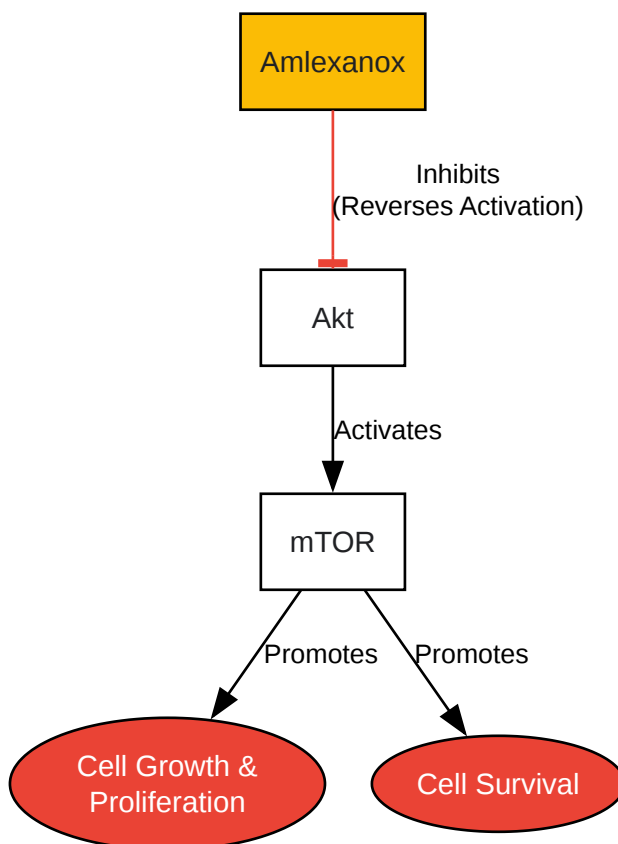 Amlexanox
Inhibits
(Reverses Activation)
Akt
Activates
mTOR
Promotes
Promotes
Cell Growth &
Proliferation
Cell Survival